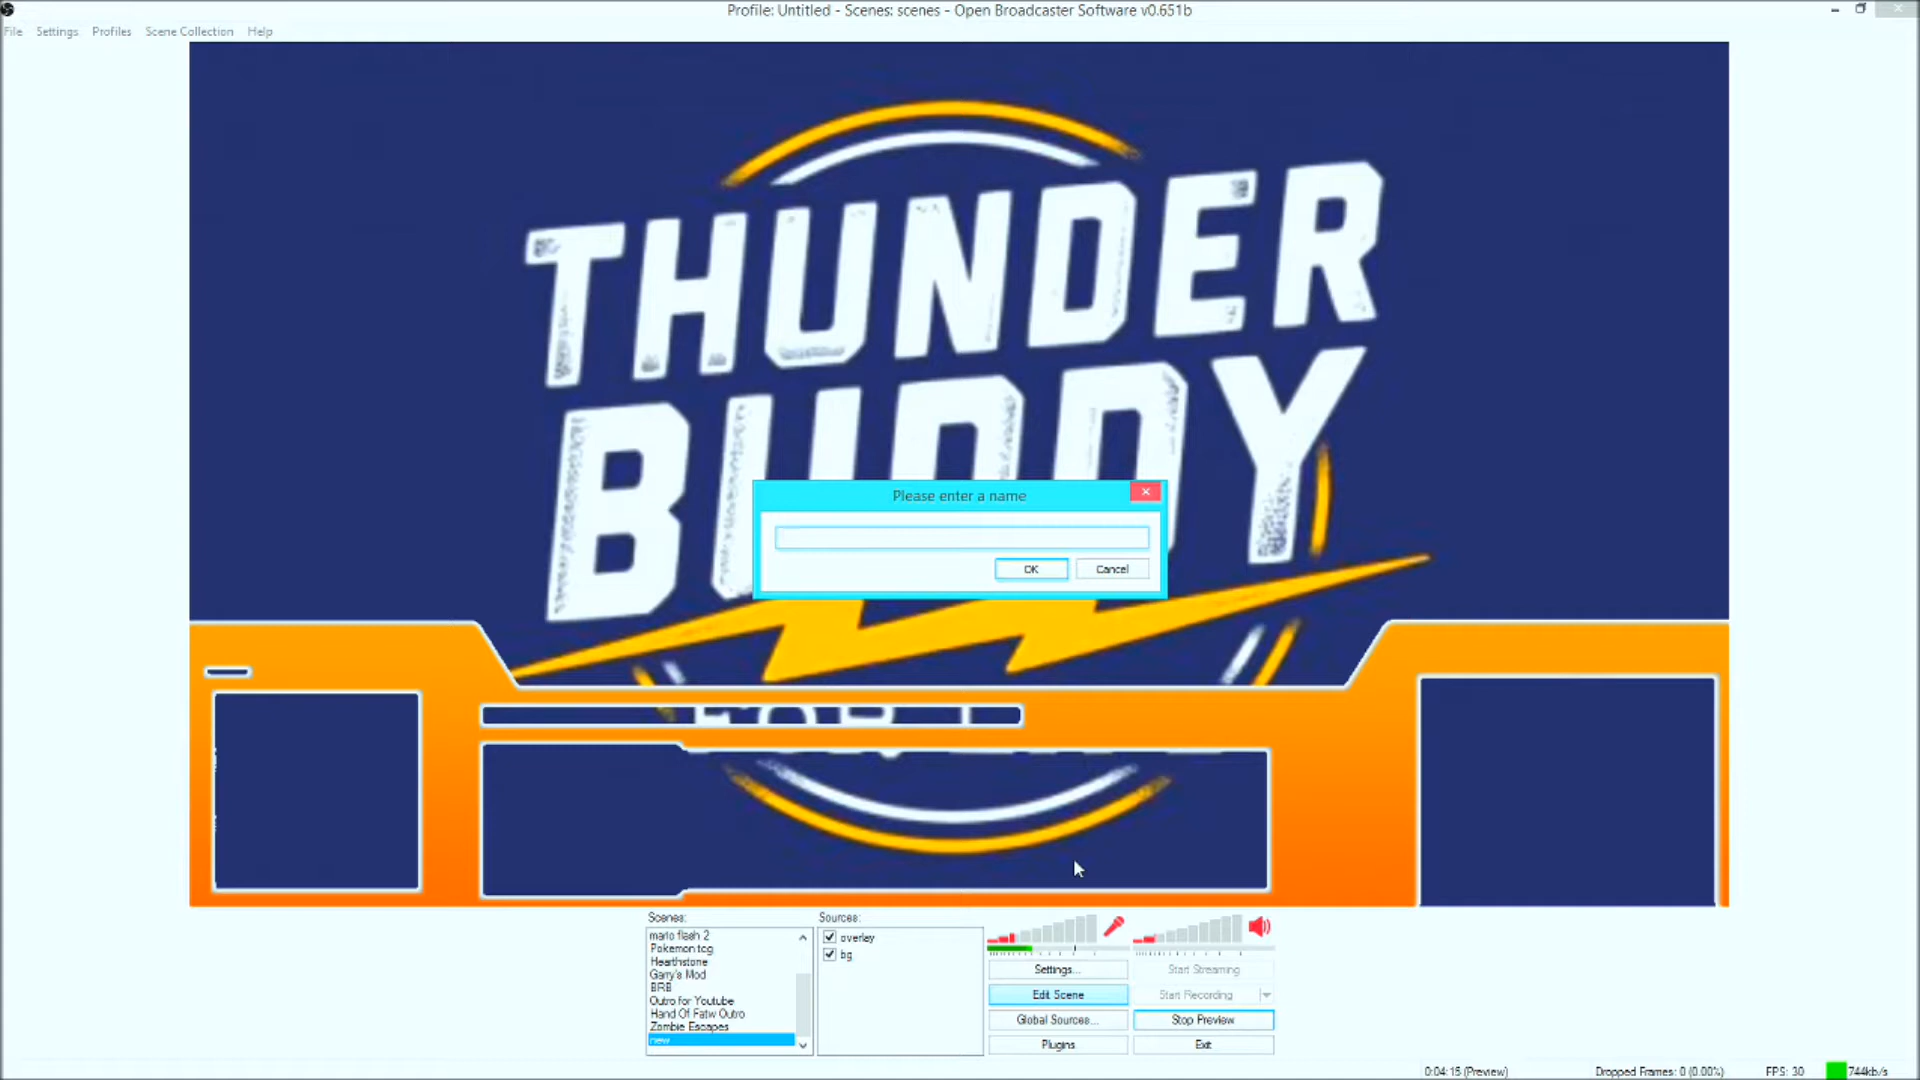 Profile: Untitled - Scenes: scenes - Open Broadcaster Software v0.651b
File Settings Profiles Scene Collection Help
THUNDER
BUDDY
Please enter a name
OK Cancel
FOR L
Scenes:
mario flash 2
Pokemon tcg
Hearthstone
Garry's Mod
BRB
Outro for Youtube
Hand Of Fatw Outro
Zombie Escapes
new
Sources:
overlay
bg
Settings...
Start Streaming
Edit Scene
Start Recording
Global Sources...
Stop Preview
Plugins
Exit
0:04:15 (Preview) Dropped Frames: 0 (0.00%) FPS: 30 744kb/s